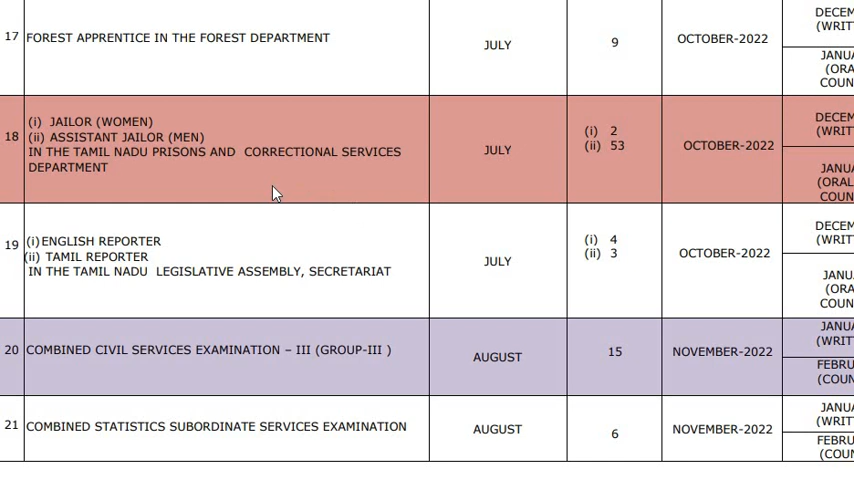 17 FOREST APPRENTICE IN THE FOREST DEPARTMENT JULY 9 OCTOBER-2022
18 (i) JAILOR (WOMEN)
(ii) ASSISTANT JAILOR (MEN)
IN THE TAMIL NADU PRISONS AND CORRECTIONAL SERVICES
DEPARTMENT
JULY
(i) 2
(ii) 53
OCTOBER-2022
19 (i) ENGLISH REPORTER
(ii) TAMIL REPORTER
IN THE TAMIL NADU LEGISLATIVE ASSEMBLY, SECRETARIAT
JULY
(i) 4
(ii) 3
OCTOBER-2022
20 COMBINED CIVIL SERVICES EXAMINATION – III (GROUP-III ) AUGUST 15 NOVEMBER-2022
21 COMBINED STATISTICS SUBORDINATE SERVICES EXAMINATION AUGUST 6 NOVEMBER-2022